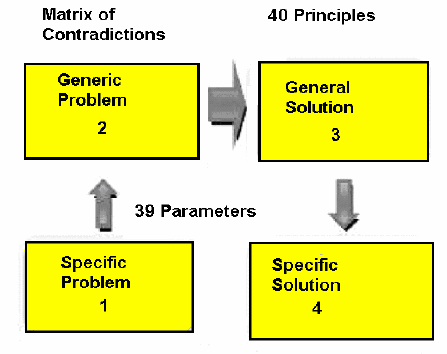 Matrix of
Contradictions
40 Principles
Generic
Problem
2
General
Solution
3
39 Parameters
Specific
Problem
1
Specific
Solution
4